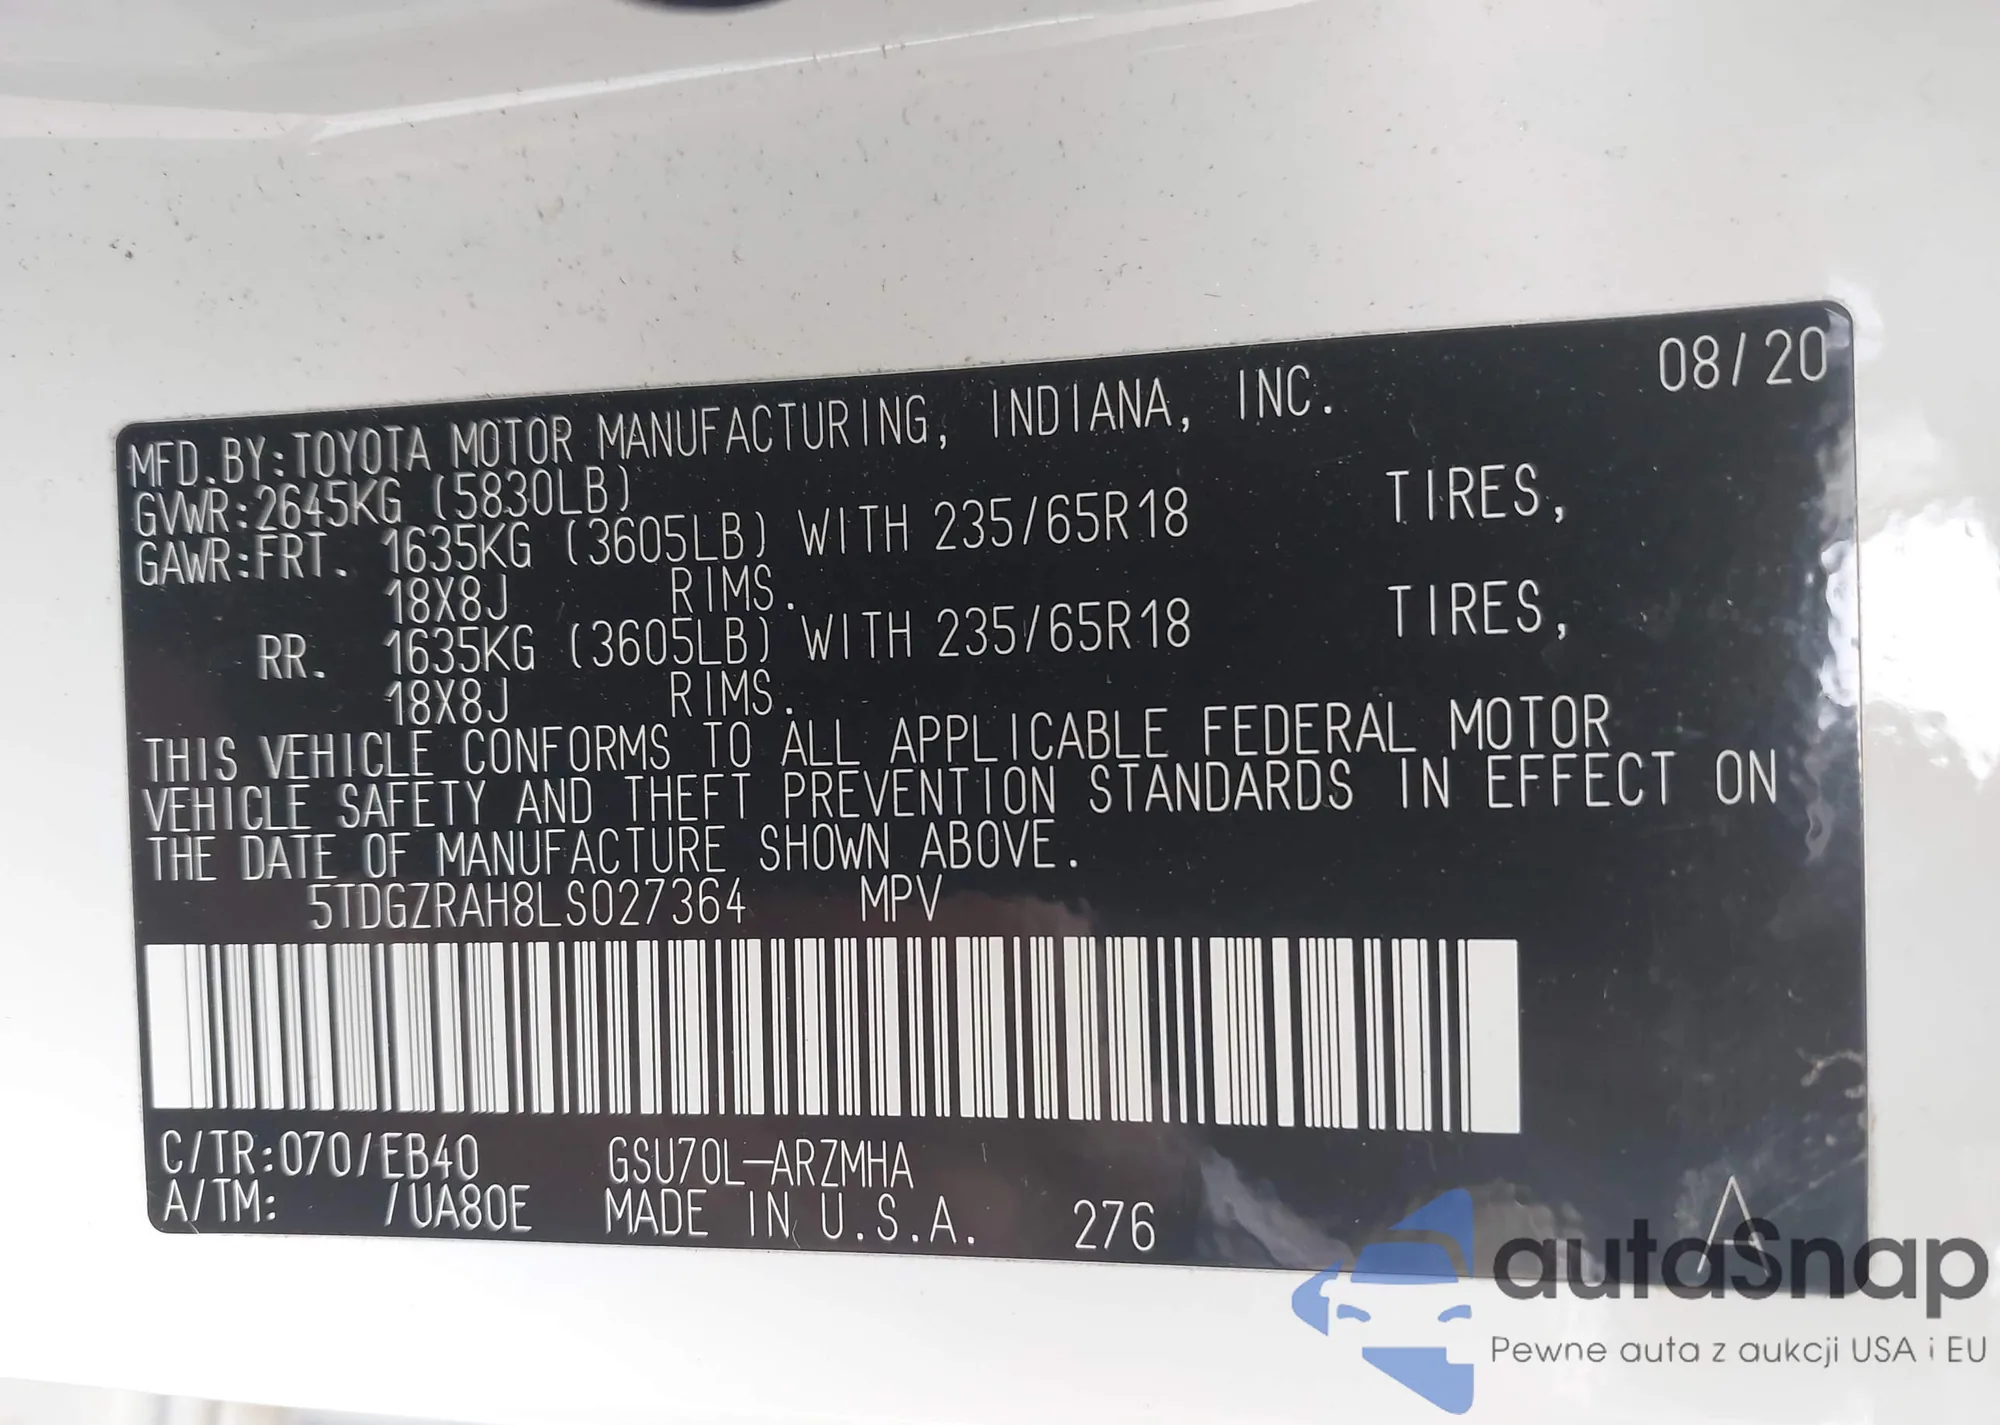 08/20
MFD.BY:TOYOTA MOTOR MANUFACTURING, INDIANA, INC.
GVWR:2645KG (5830LB)
GAWR:FRT. 1635KG (3605LB) WITH 235/65R18 TIRES,
18X8J RIMS.
RR. 1635KG (3605LB) WITH 235/65R18 TIRES,
18X8J RIMS.
THIS VEHICLE CONFORMS TO ALL APPLICABLE FEDERAL MOTOR
VEHICLE SAFETY AND THEFT PREVENTION STANDARDS IN EFFECT ON
THE DATE OF MANUFACTURE SHOWN ABOVE.
5TDGZRAH8LS027364 MPV
C/TR:070/EB40 GSU70L-ARZMHA
A/TM: /UA80E MADE IN U.S.A. 276 A
autoSnap
Pewne auta z aukcji USA i EU